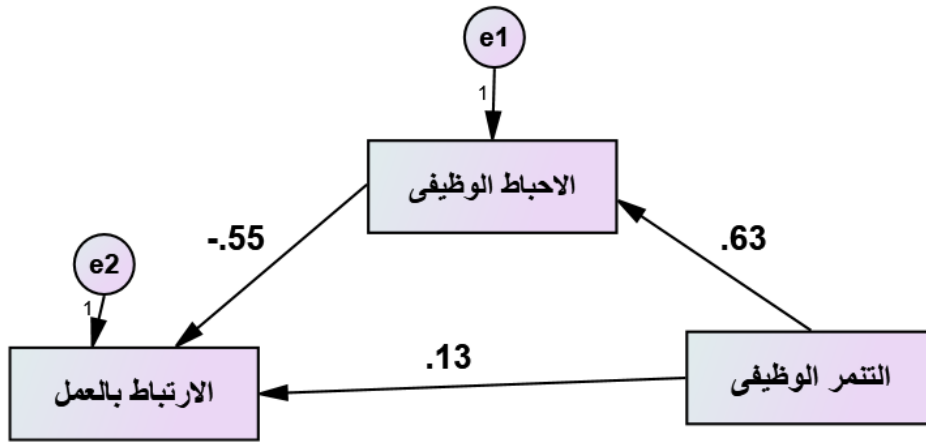 e1
1
الاحباط الوظيفى
-.55
.63
e2
1
.13
التنمر الوظيفى
الارتباط بالعمل